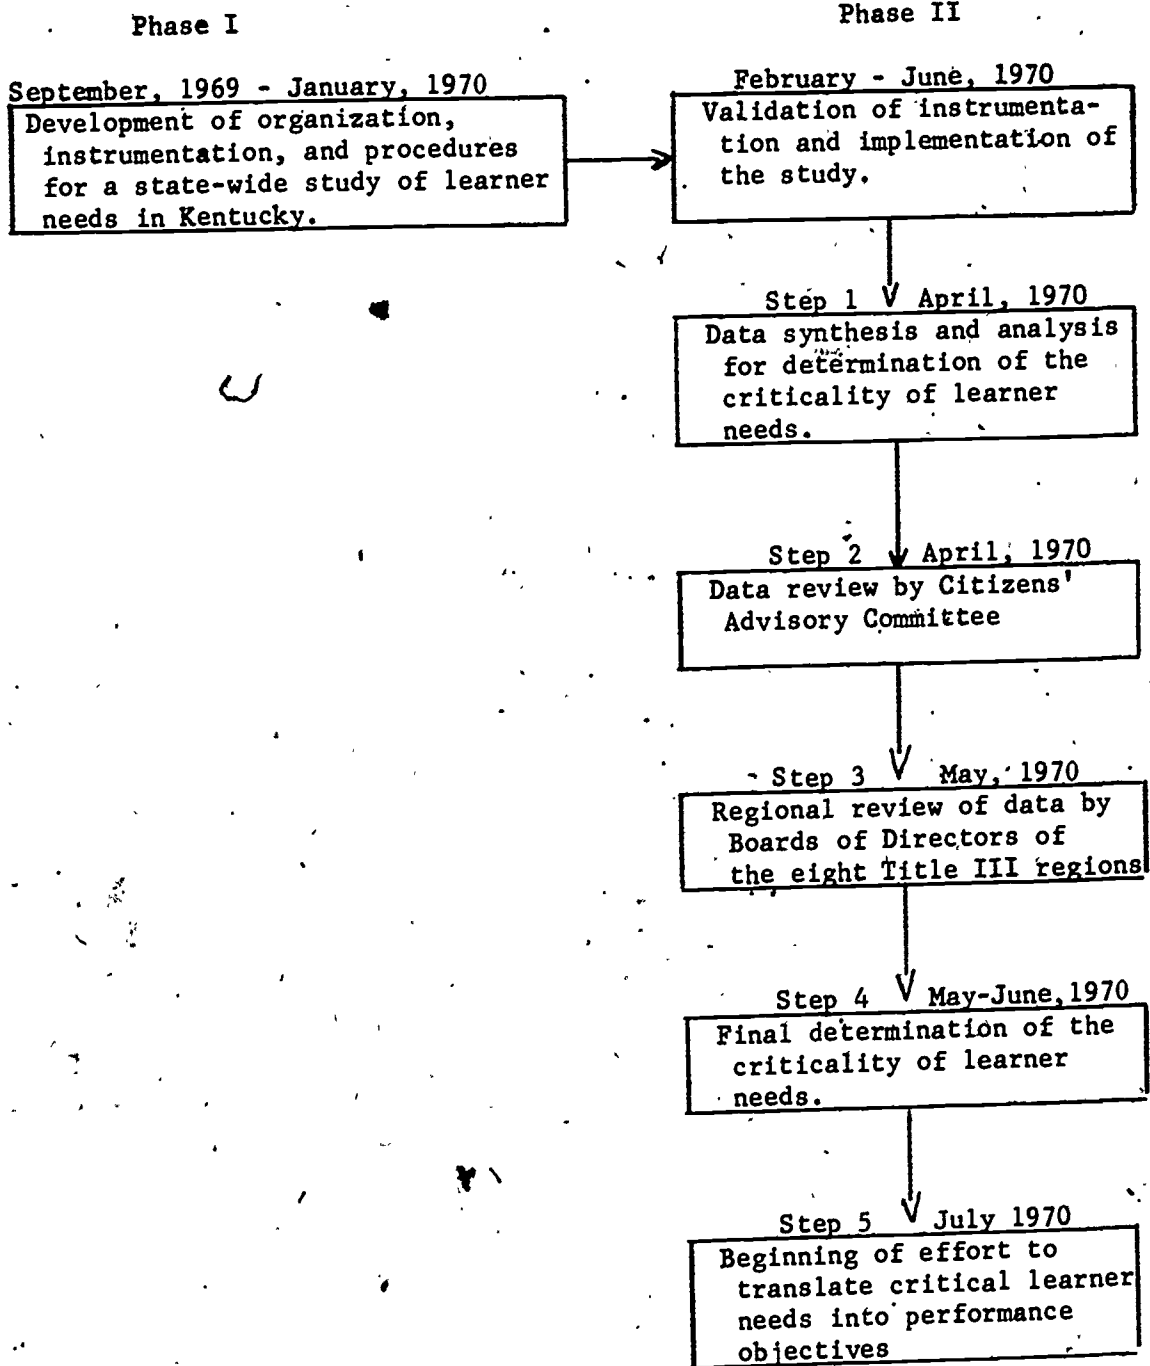 Phase I
September, 1969 - January, 1970
Development of organization,
instrumentation, and procedures
for a state-wide study of learner
needs in Kentucky.
Phase II
February - June, 1970
Validation of instrumenta-
tion and implementation of
the study.
Step 1 April, 1970
Data synthesis and analysis
for determination of the
criticality of learner
needs.
Step 2 April, 1970
Data review by Citizens'
Advisory Committee
Step 3 May, 1970
Regional review of data by
Boards of Directors of
the eight Title III regions
Step 4 May-June, 1970
Final determination of the
criticality of learner
needs.
Step 5 July 1970
Beginning of effort to
translate critical learner
needs into performance
objectives